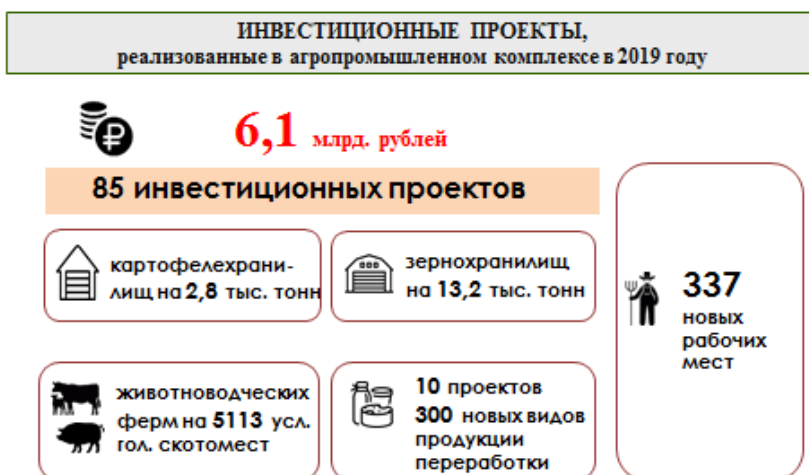 ИНВЕСТИЦИОННЫЕ ПРОЕКТЫ,
реализованные в агропромышленном комплексе в 2019 году
6,1 млрд. рублей
85 инвестиционных проектов
картофелехрани-
лищ на 2,8 тыс. тонн
зернохранилищ
на 13,2 тыс. тонн
337
новых
рабочих
мест
животноводческих
ферм на 5113 усл.
гол. скотомест
10 проектов
300 новых видов
продукции
переработки